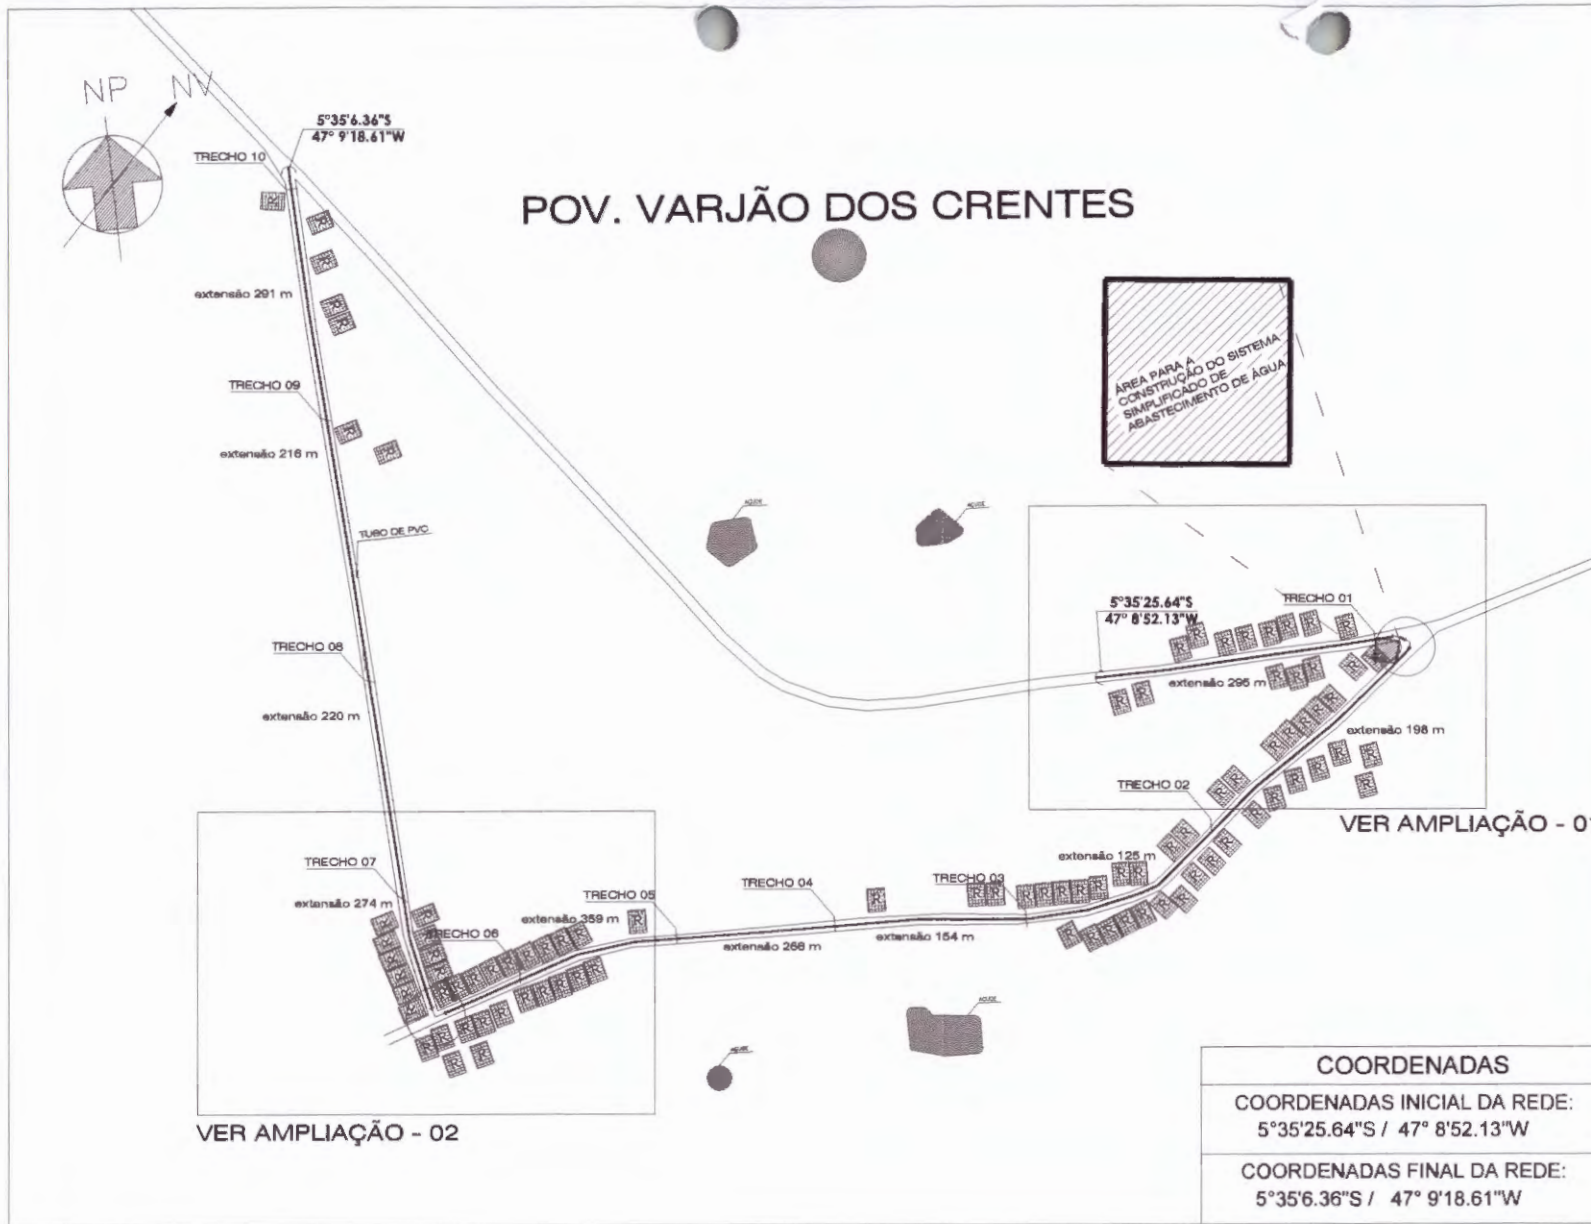 NP NV
5°35'6.36"S
47° 9'18.61"W
TRECHO 10
POV. VARJÃO DOS CRENTES
extensão 291 m
ÁREA PARA A
CONSTRUÇÃO DO SISTEMA
SIMPLIFICADO DE
ABASTECIMENTO DE ÁGUA
TRECHO 09
extensão 216 m
AÇUDE
AÇUDE
TUBO DE PVC
5°35'25.64"S
47° 8'52.13"W
TRECHO 01
TRECHO 08
extensão 295 m
extensão 220 m
extensão 198 m
TRECHO 02
VER AMPLIAÇÃO - 01
TRECHO 07
extensão 125 m
TRECHO 03
TRECHO 04
TRECHO 05
extensão 274 m
extensão 359 m
TRECHO 06
extensão 154 m
AÇUDE
AÇUDE
VER AMPLIAÇÃO - 02
COORDENADAS
COORDENADAS INICIAL DA REDE:
5°35'25.64"S / 47° 8'52.13"W
COORDENADAS FINAL DA REDE:
5°35'6.36"S / 47° 9'18.61"W